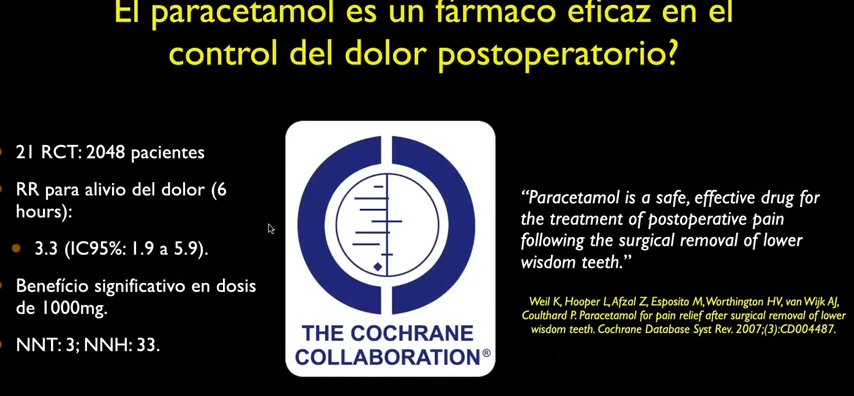 El paracetamol es un fármaco eficaz en el
control del dolor postoperatorio?
21 RCT: 2048 pacientes
RR para alivio del dolor (6
hours):
3.3 (IC95%: 1.9 a 5.9).
Benefício significativo en dosis
de 1000mg.
NNT: 3; NNH: 33.
THE COCHRANE
COLLABORATION®
“Paracetamol is a safe, effective drug for
the treatment of postoperative pain
following the surgical removal of lower
wisdom teeth.”
Weil K, Hooper L, Afzal Z, Esposito M, Worthington HV, van Wijk AJ,
Coulthard P. Paracetamol for pain relief after surgical removal of lower
wisdom teeth. Cochrane Database Syst Rev. 2007;(3):CD004487.